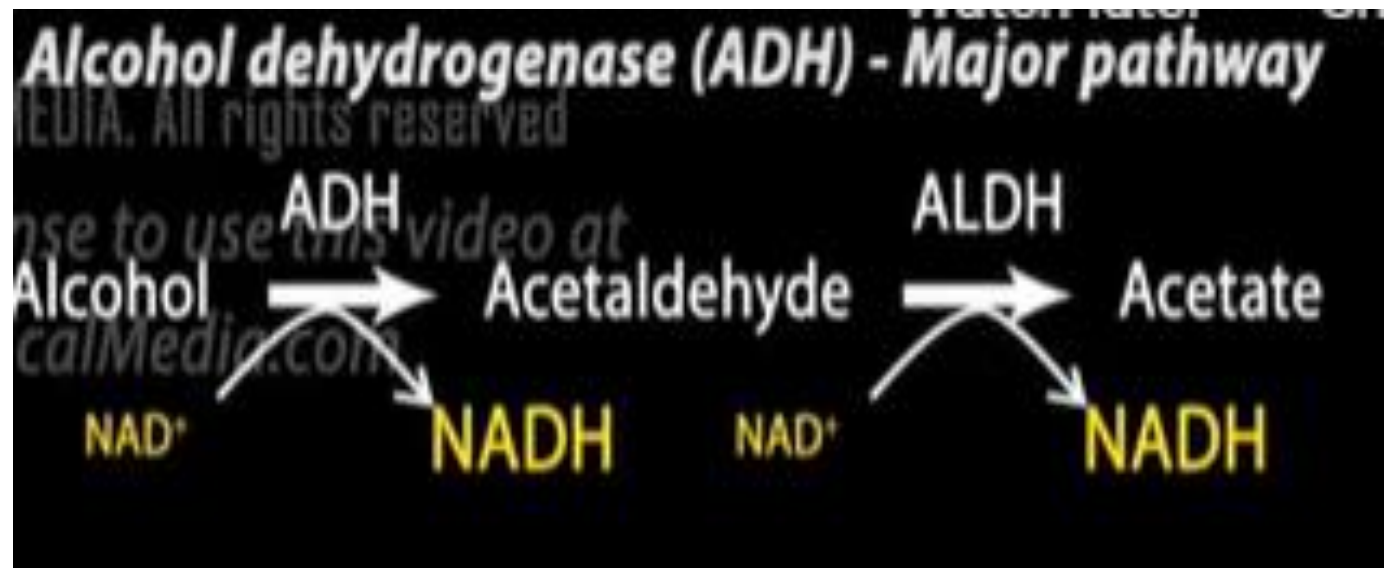 Alcohol dehydrogenase (ADH) - Major pathway
All rights reserved
ADH ALDH
to use this video at
Alcohol Acetaldehyde Acetate
NAD⁺ NADH NAD⁺ NADH